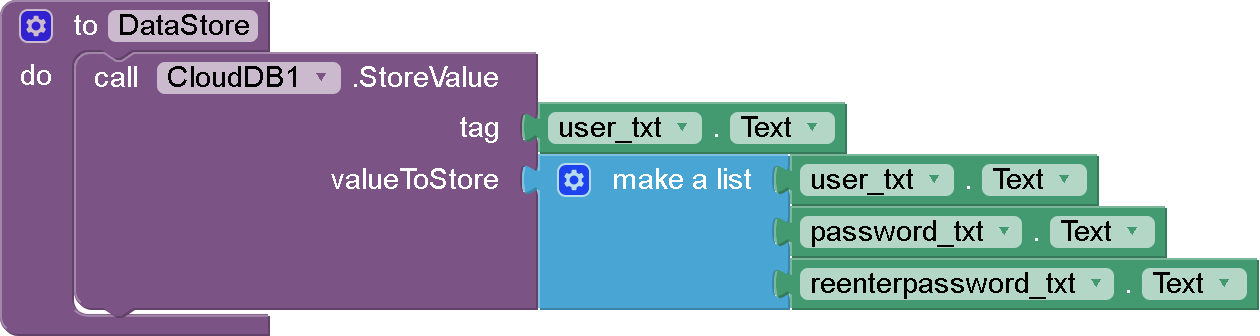 to DataStore
do call CloudDB1 .StoreValue
tag user_txt . Text
valueToStore make a list user_txt . Text
password_txt . Text
reenterpassword_txt . Text